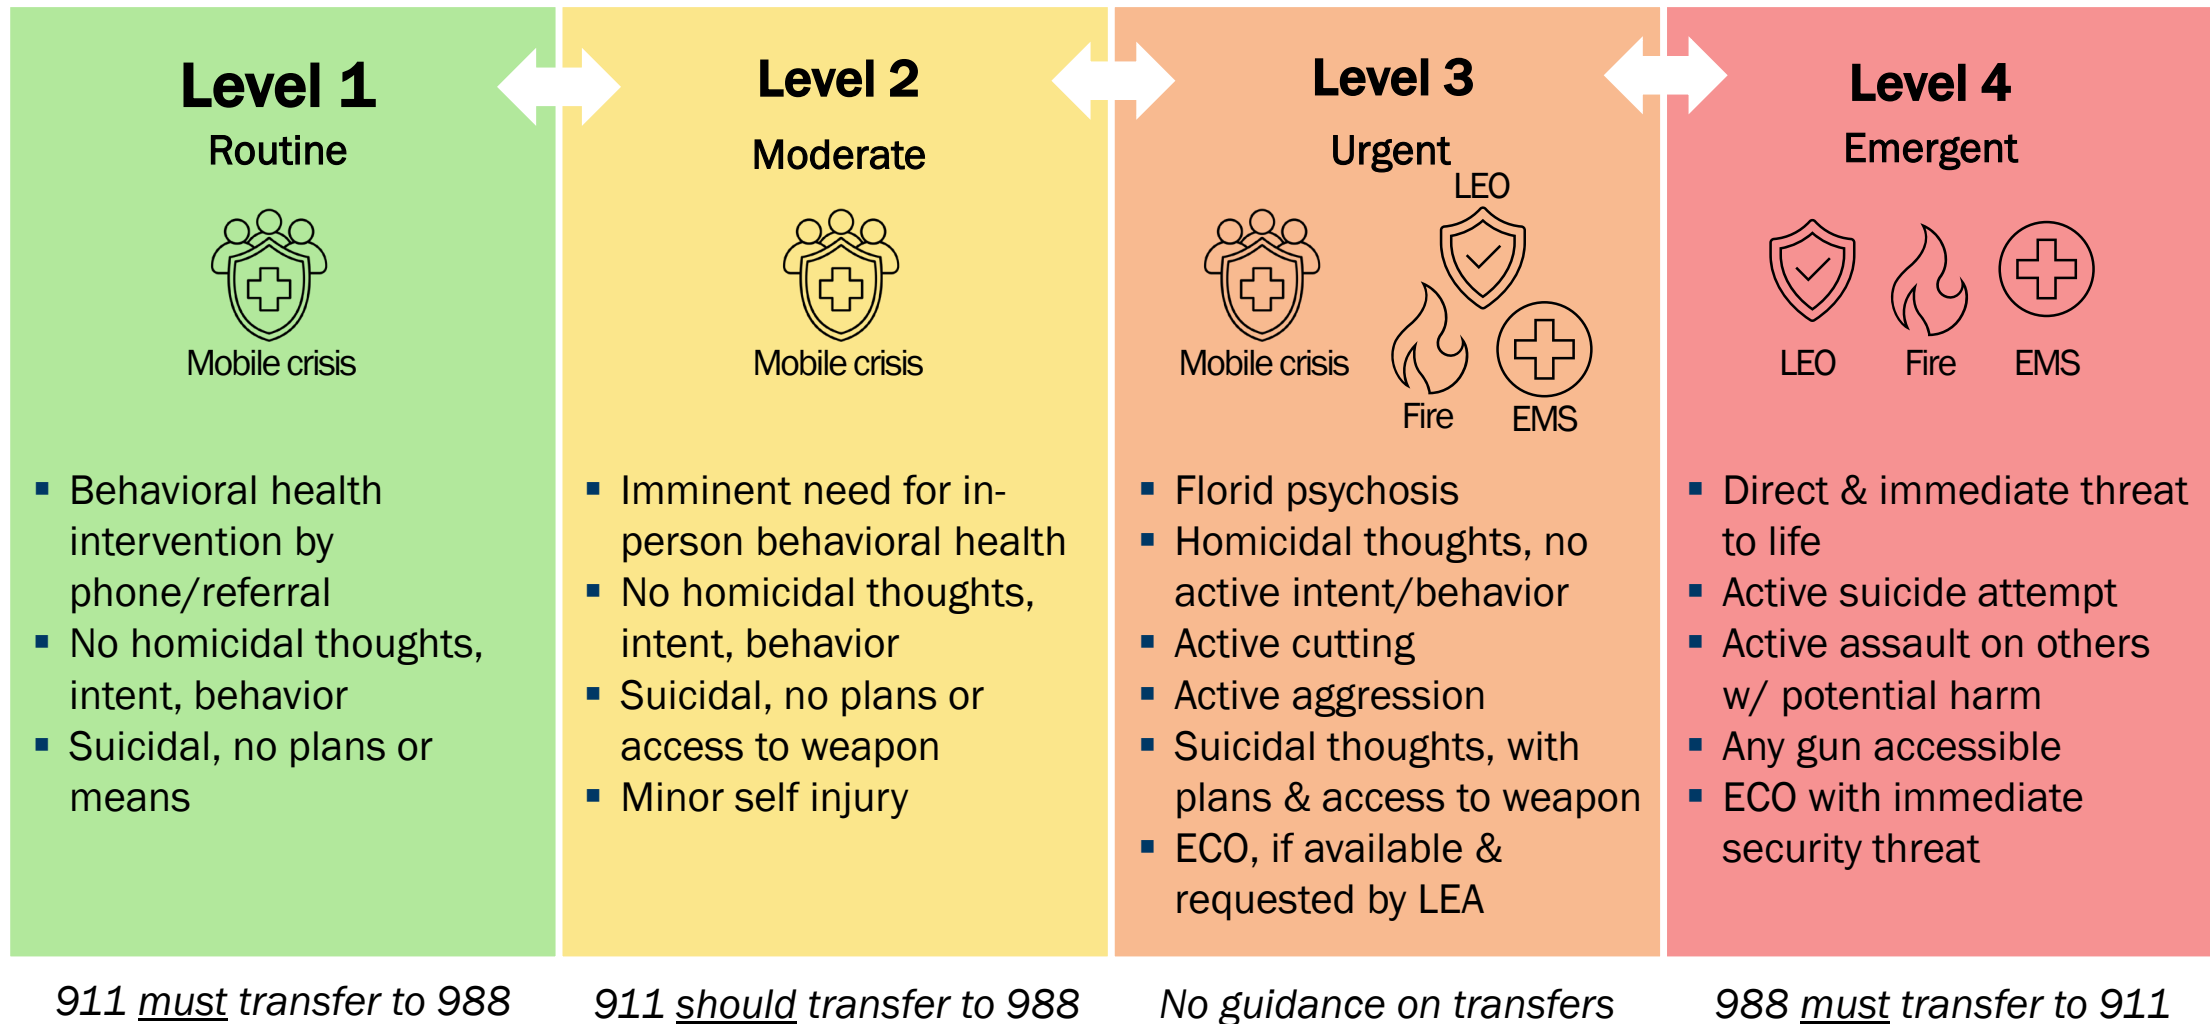 Level 1
Routine
Mobile crisis
▪ Behavioral health
intervention by
phone/referral
▪ No homicidal thoughts,
intent, behavior
▪ Suicidal, no plans or
means
911 must transfer to 988
Level 2
Moderate
Mobile crisis
▪ Imminent need for in-
person behavioral health
▪ No homicidal thoughts,
intent, behavior
▪ Suicidal, no plans or
access to weapon
▪ Minor self injury
911 should transfer to 988
Level 3
Urgent
LEO
Mobile crisis
Fire
EMS
▪ Florid psychosis
▪ Homicidal thoughts, no
active intent/behavior
▪ Active cutting
▪ Active aggression
▪ Suicidal thoughts, with
plans & access to weapon
▪ ECO, if available &
requested by LEA
No guidance on transfers
Level 4
Emergent
LEO
Fire
EMS
▪ Direct & immediate threat
to life
▪ Active suicide attempt
▪ Active assault on others
w/ potential harm
▪ Any gun accessible
▪ ECO with immediate
security threat
988 must transfer to 911